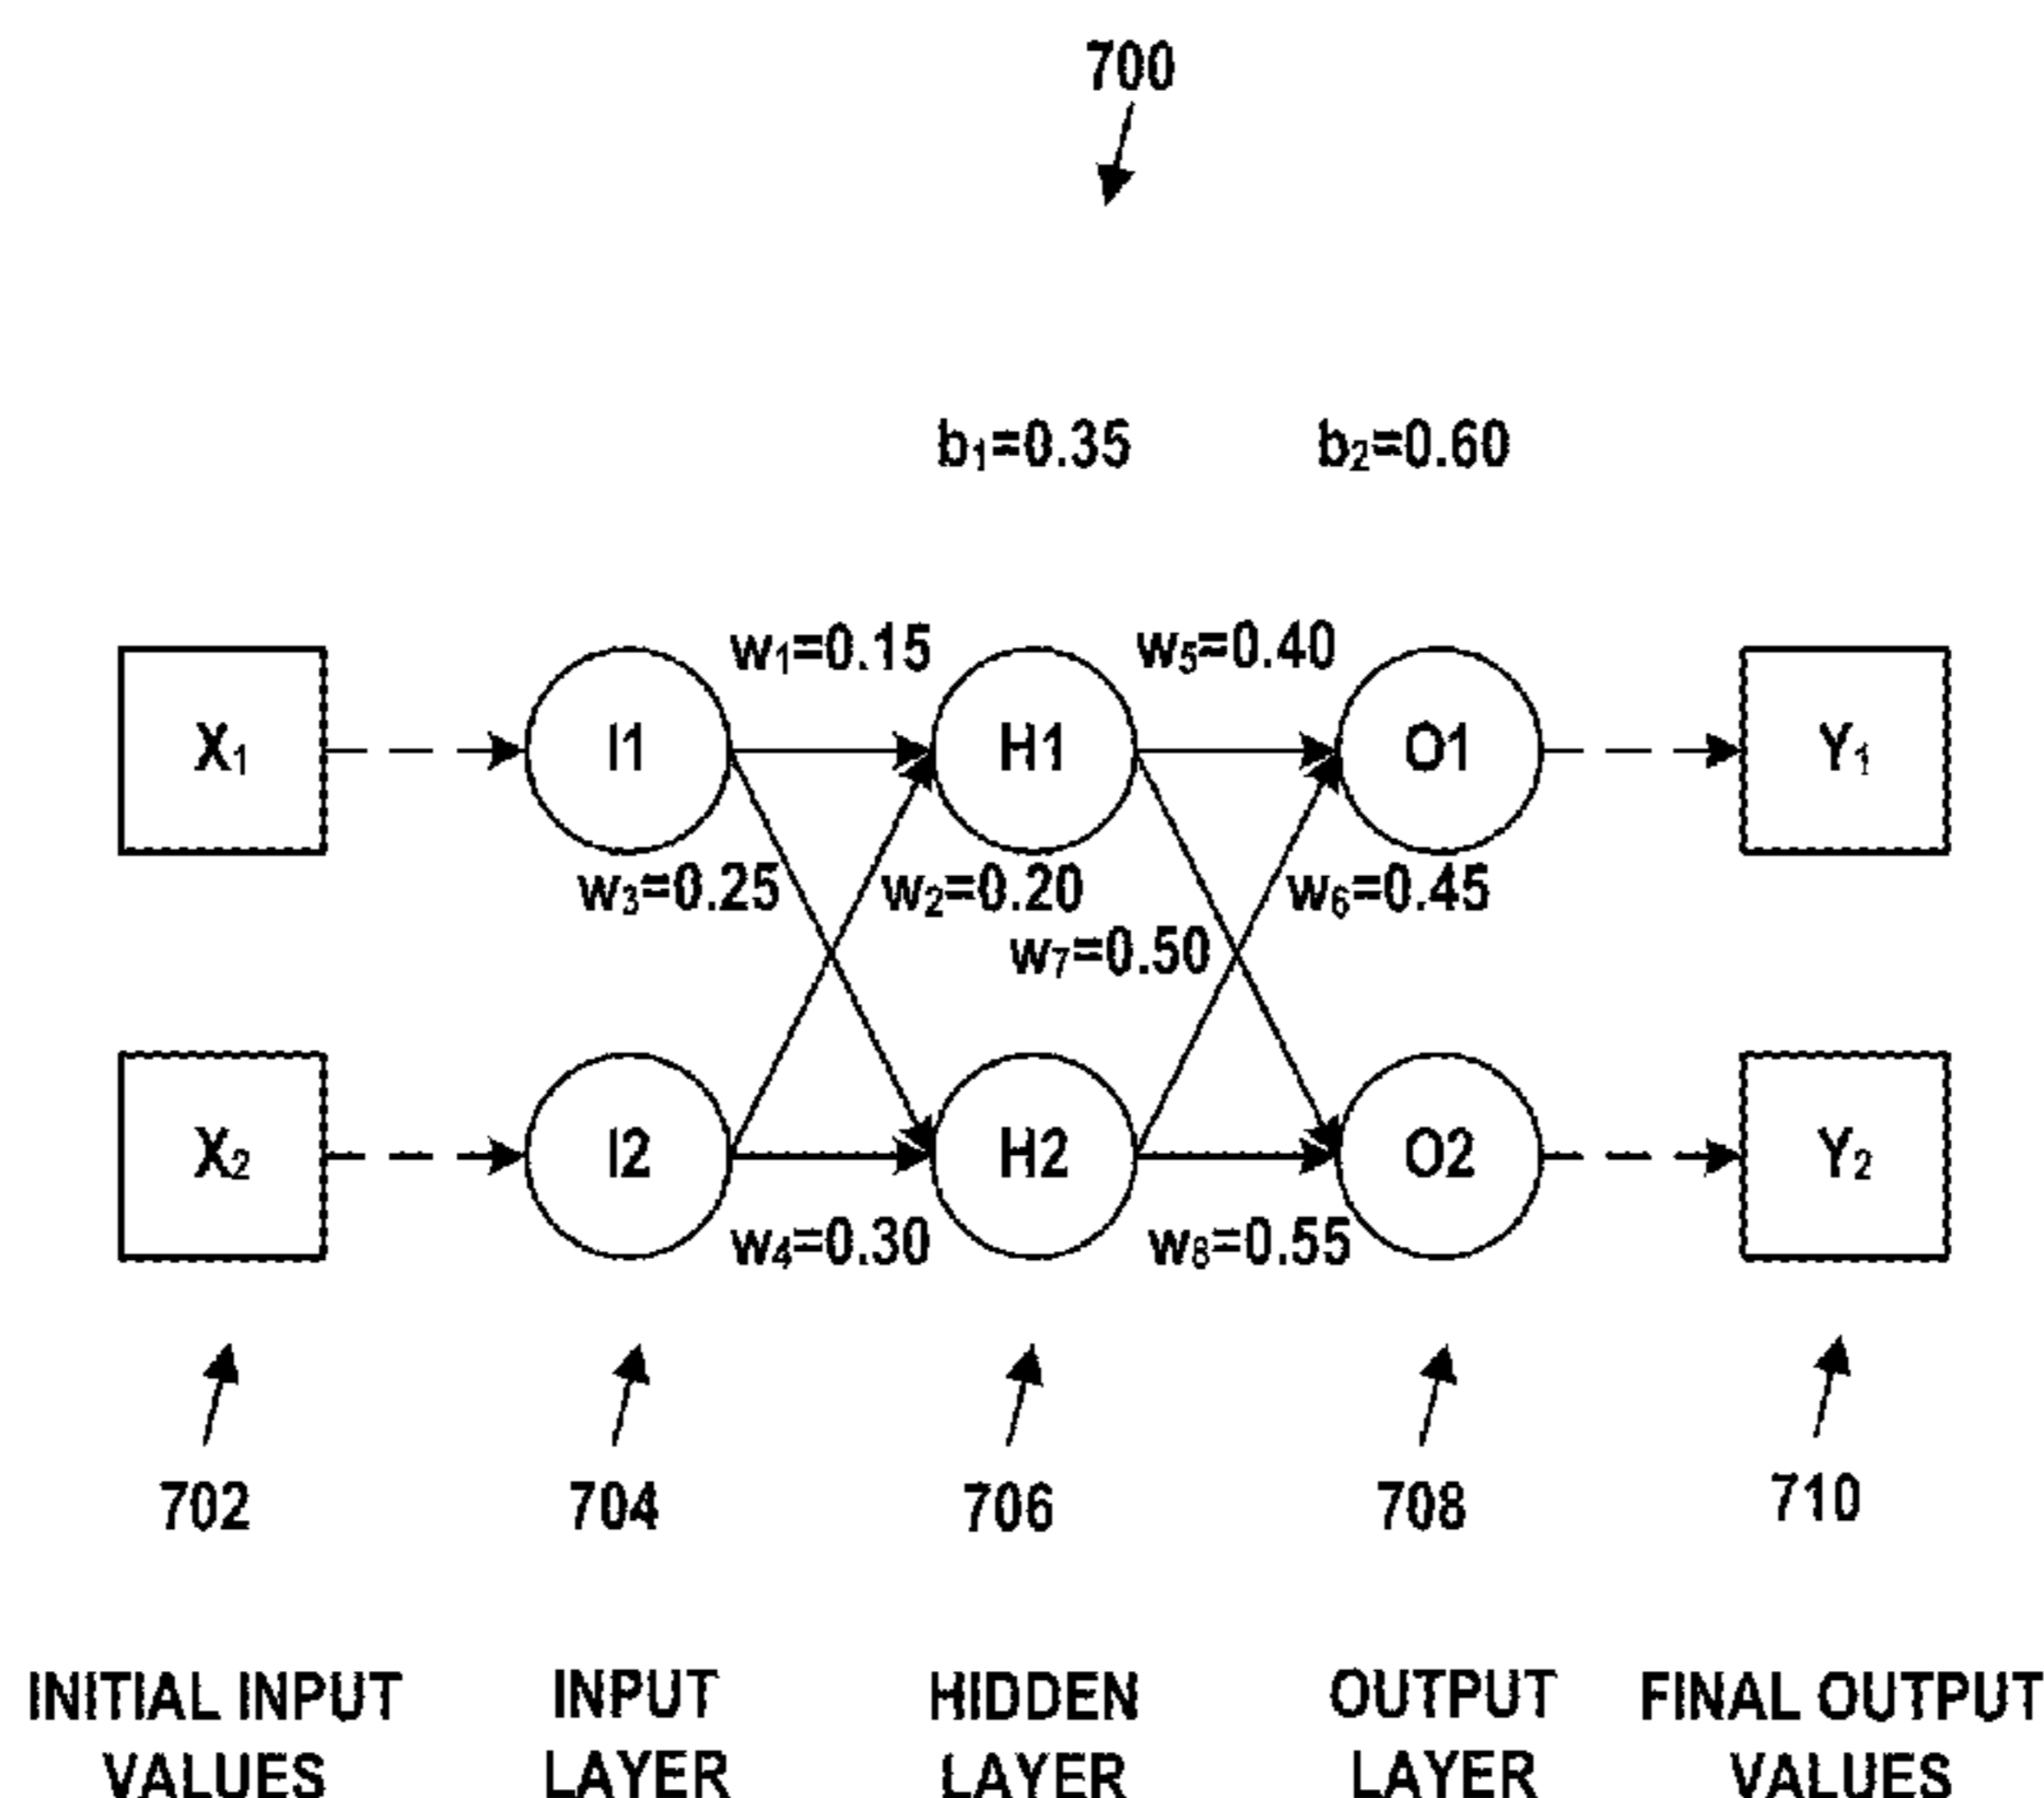 700
b₁=0.35 b₂=0.60
w₁=0.15 w₅=0.40
X₁ I1 H1 O1 Y₁
w₃=0.25 w₂=0.20 w₆=0.45
w₇=0.50
X₂ I2 H2 O2 Y₂
w₄=0.30 w₈=0.55
702 704 706 708 710
INITIAL INPUT INPUT HIDDEN OUTPUT FINAL OUTPUT
VALUES LAYER LAYER LAYER VALUES